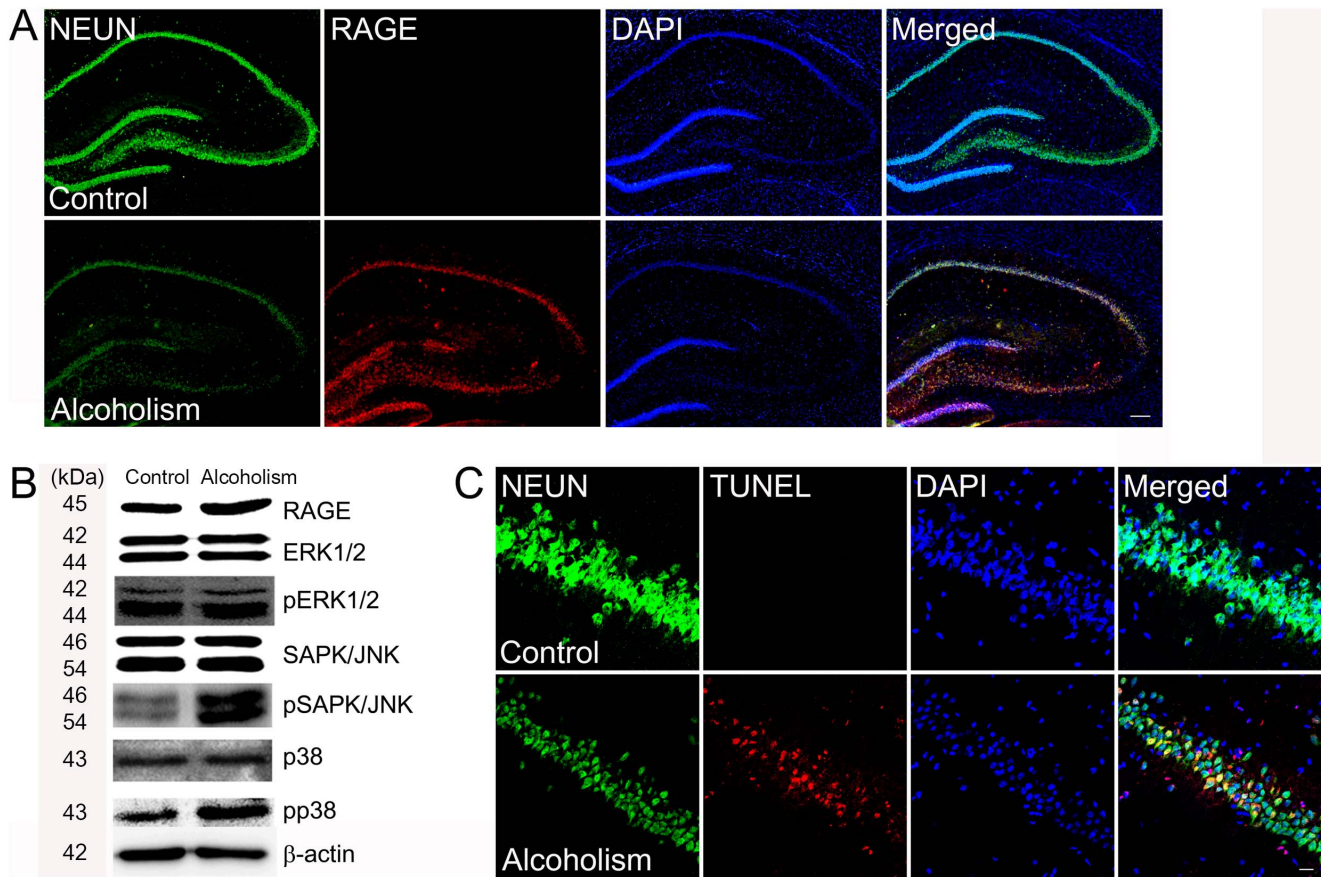 A
NEUN RAGE DAPI Merged
Control
Alcoholism
B
(kDa) Control Alcoholism
45 RAGE
42
44 ERK1/2
42
44 pERK1/2
46
54 SAPK/JNK
46
54 pSAPK/JNK
43 p38
43 pp38
42 β-actin
C
NEUN TUNEL DAPI Merged
Control
Alcoholism